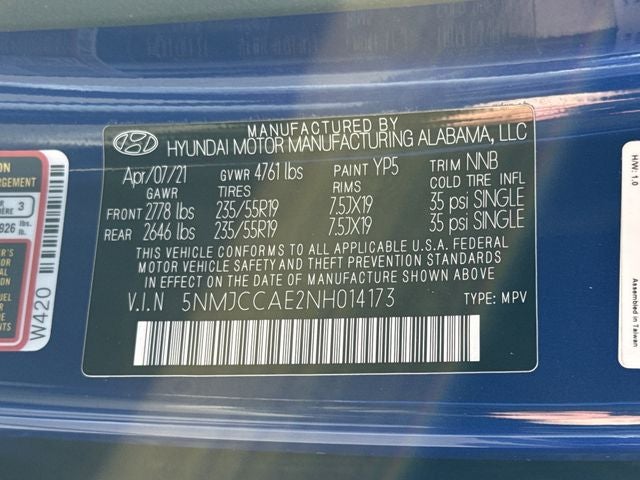 MANUFACTURED BY
HYUNDAI MOTOR MANUFACTURING ALABAMA, LLC
Apr/07/21 GVWR 4761 lbs PAINT YP5 TRIM NNB
GAWR TIRES RIMS COLD TIRE INFL
FRONT 2778 lbs 235/55R19 7.5JX19 35 psi SINGLE
REAR 2646 lbs 235/55R19 7.5JX19 35 psi SINGLE
THIS VEHICLE CONFORMS TO ALL APPLICABLE U.S.A. FEDERAL
MOTOR VEHICLE SAFETY AND THEFT PREVENTION STANDARDS
IN EFFECT ON THE DATE OF MANUFACTURE SHOWN ABOVE
V.I.N 5NMJCCAE2NH014173 TYPE: MPV
3
926 lbs.
W420
H/W: 1.0
Assembled in Taiwan